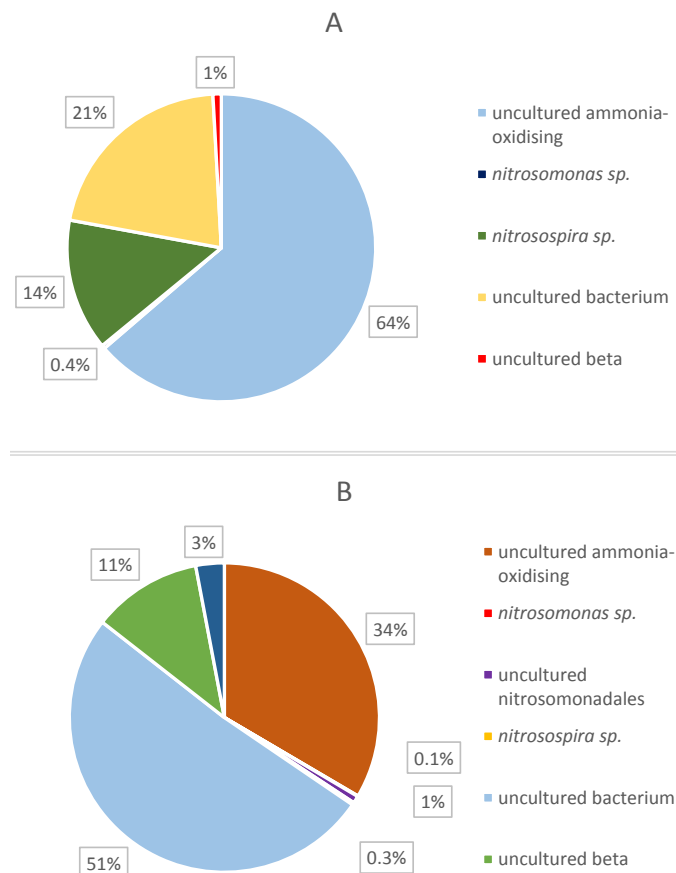 A
1%
21%
14%
0.4%
64%
uncultured ammonia-
oxidising
nitrosomonas sp.
nitrosospira sp.
uncultured bacterium
uncultured beta
B
3%
11%
34%
0.1%
1%
0.3%
51%
uncultured ammonia-
oxidising
nitrosomonas sp.
uncultured
nitrosomonadales
nitrosospira sp.
uncultured bacterium
uncultured beta